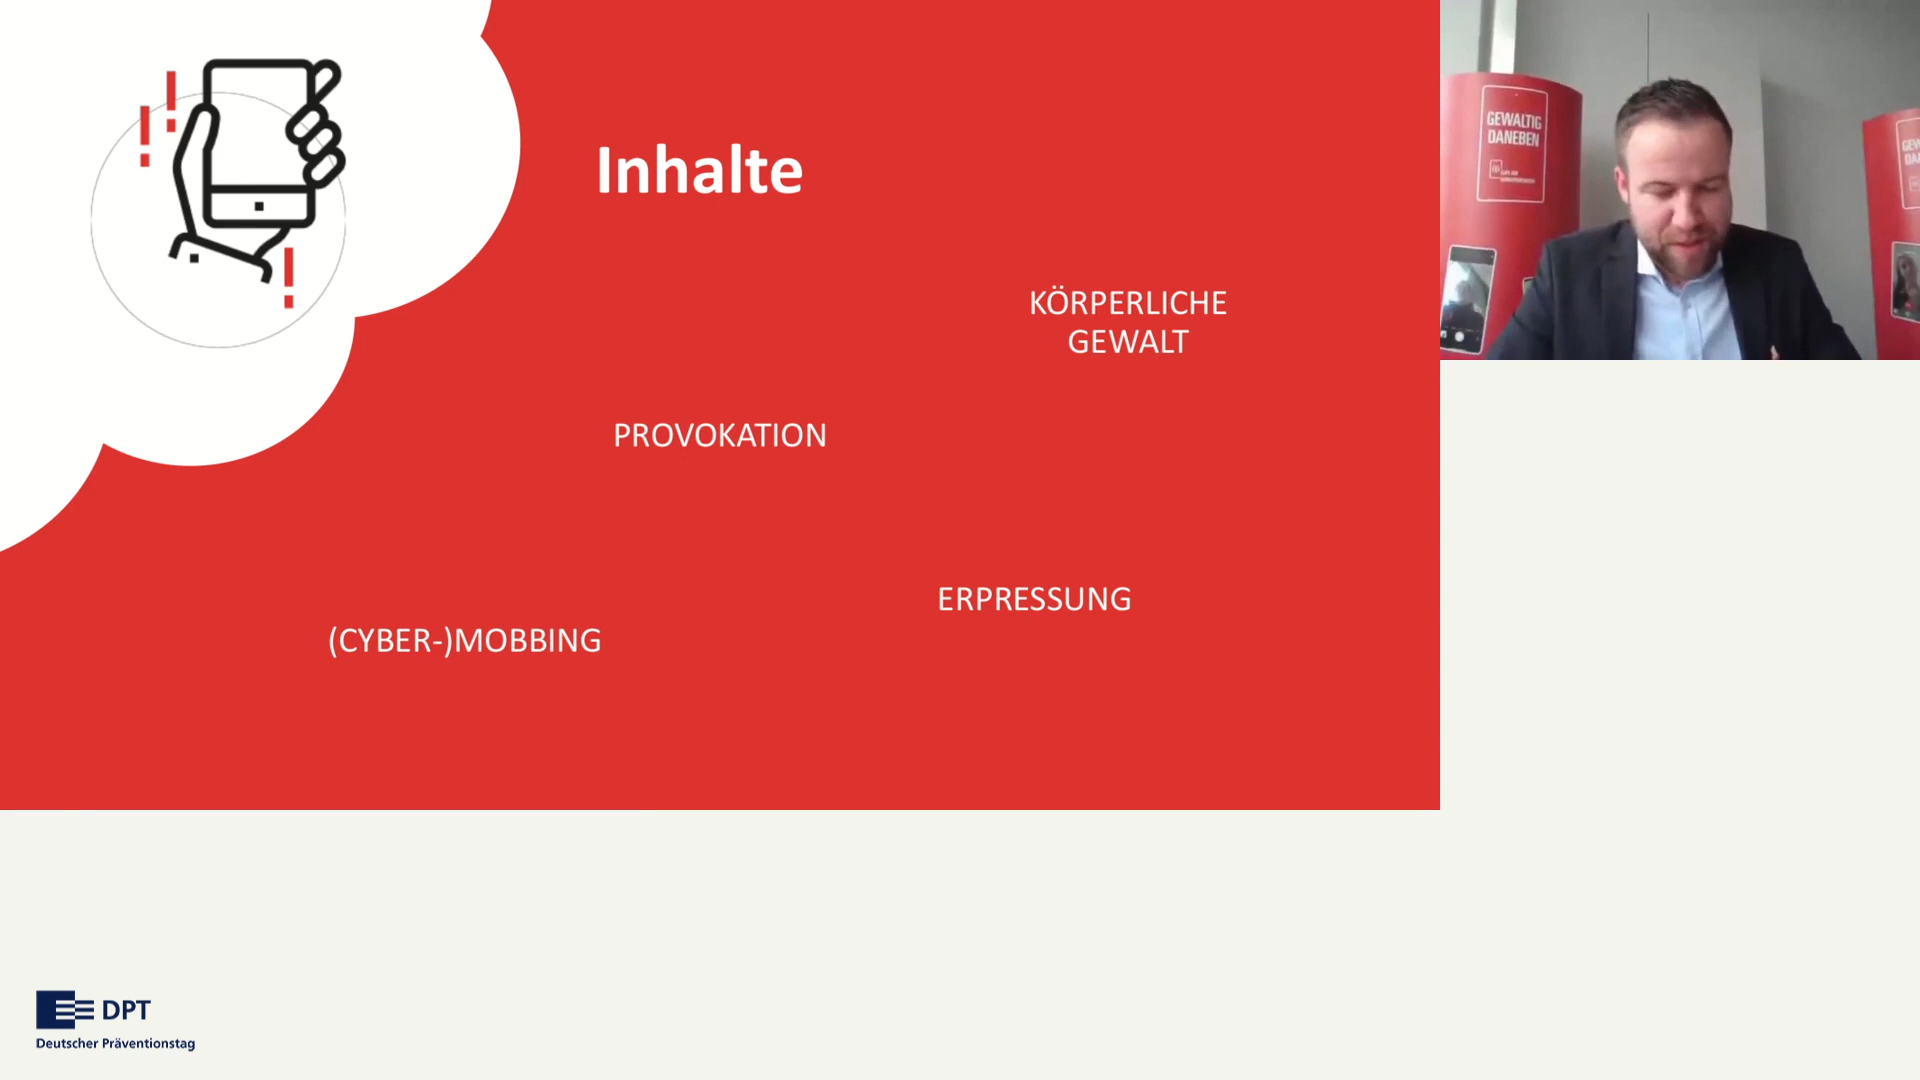 Inhalte
KÖRPERLICHE
GEWALT
PROVOKATION
ERPRESSUNG
(CYBER-)MOBBING
GEWALTIG
DANEBEN
DPT
Deutscher Präventionstag